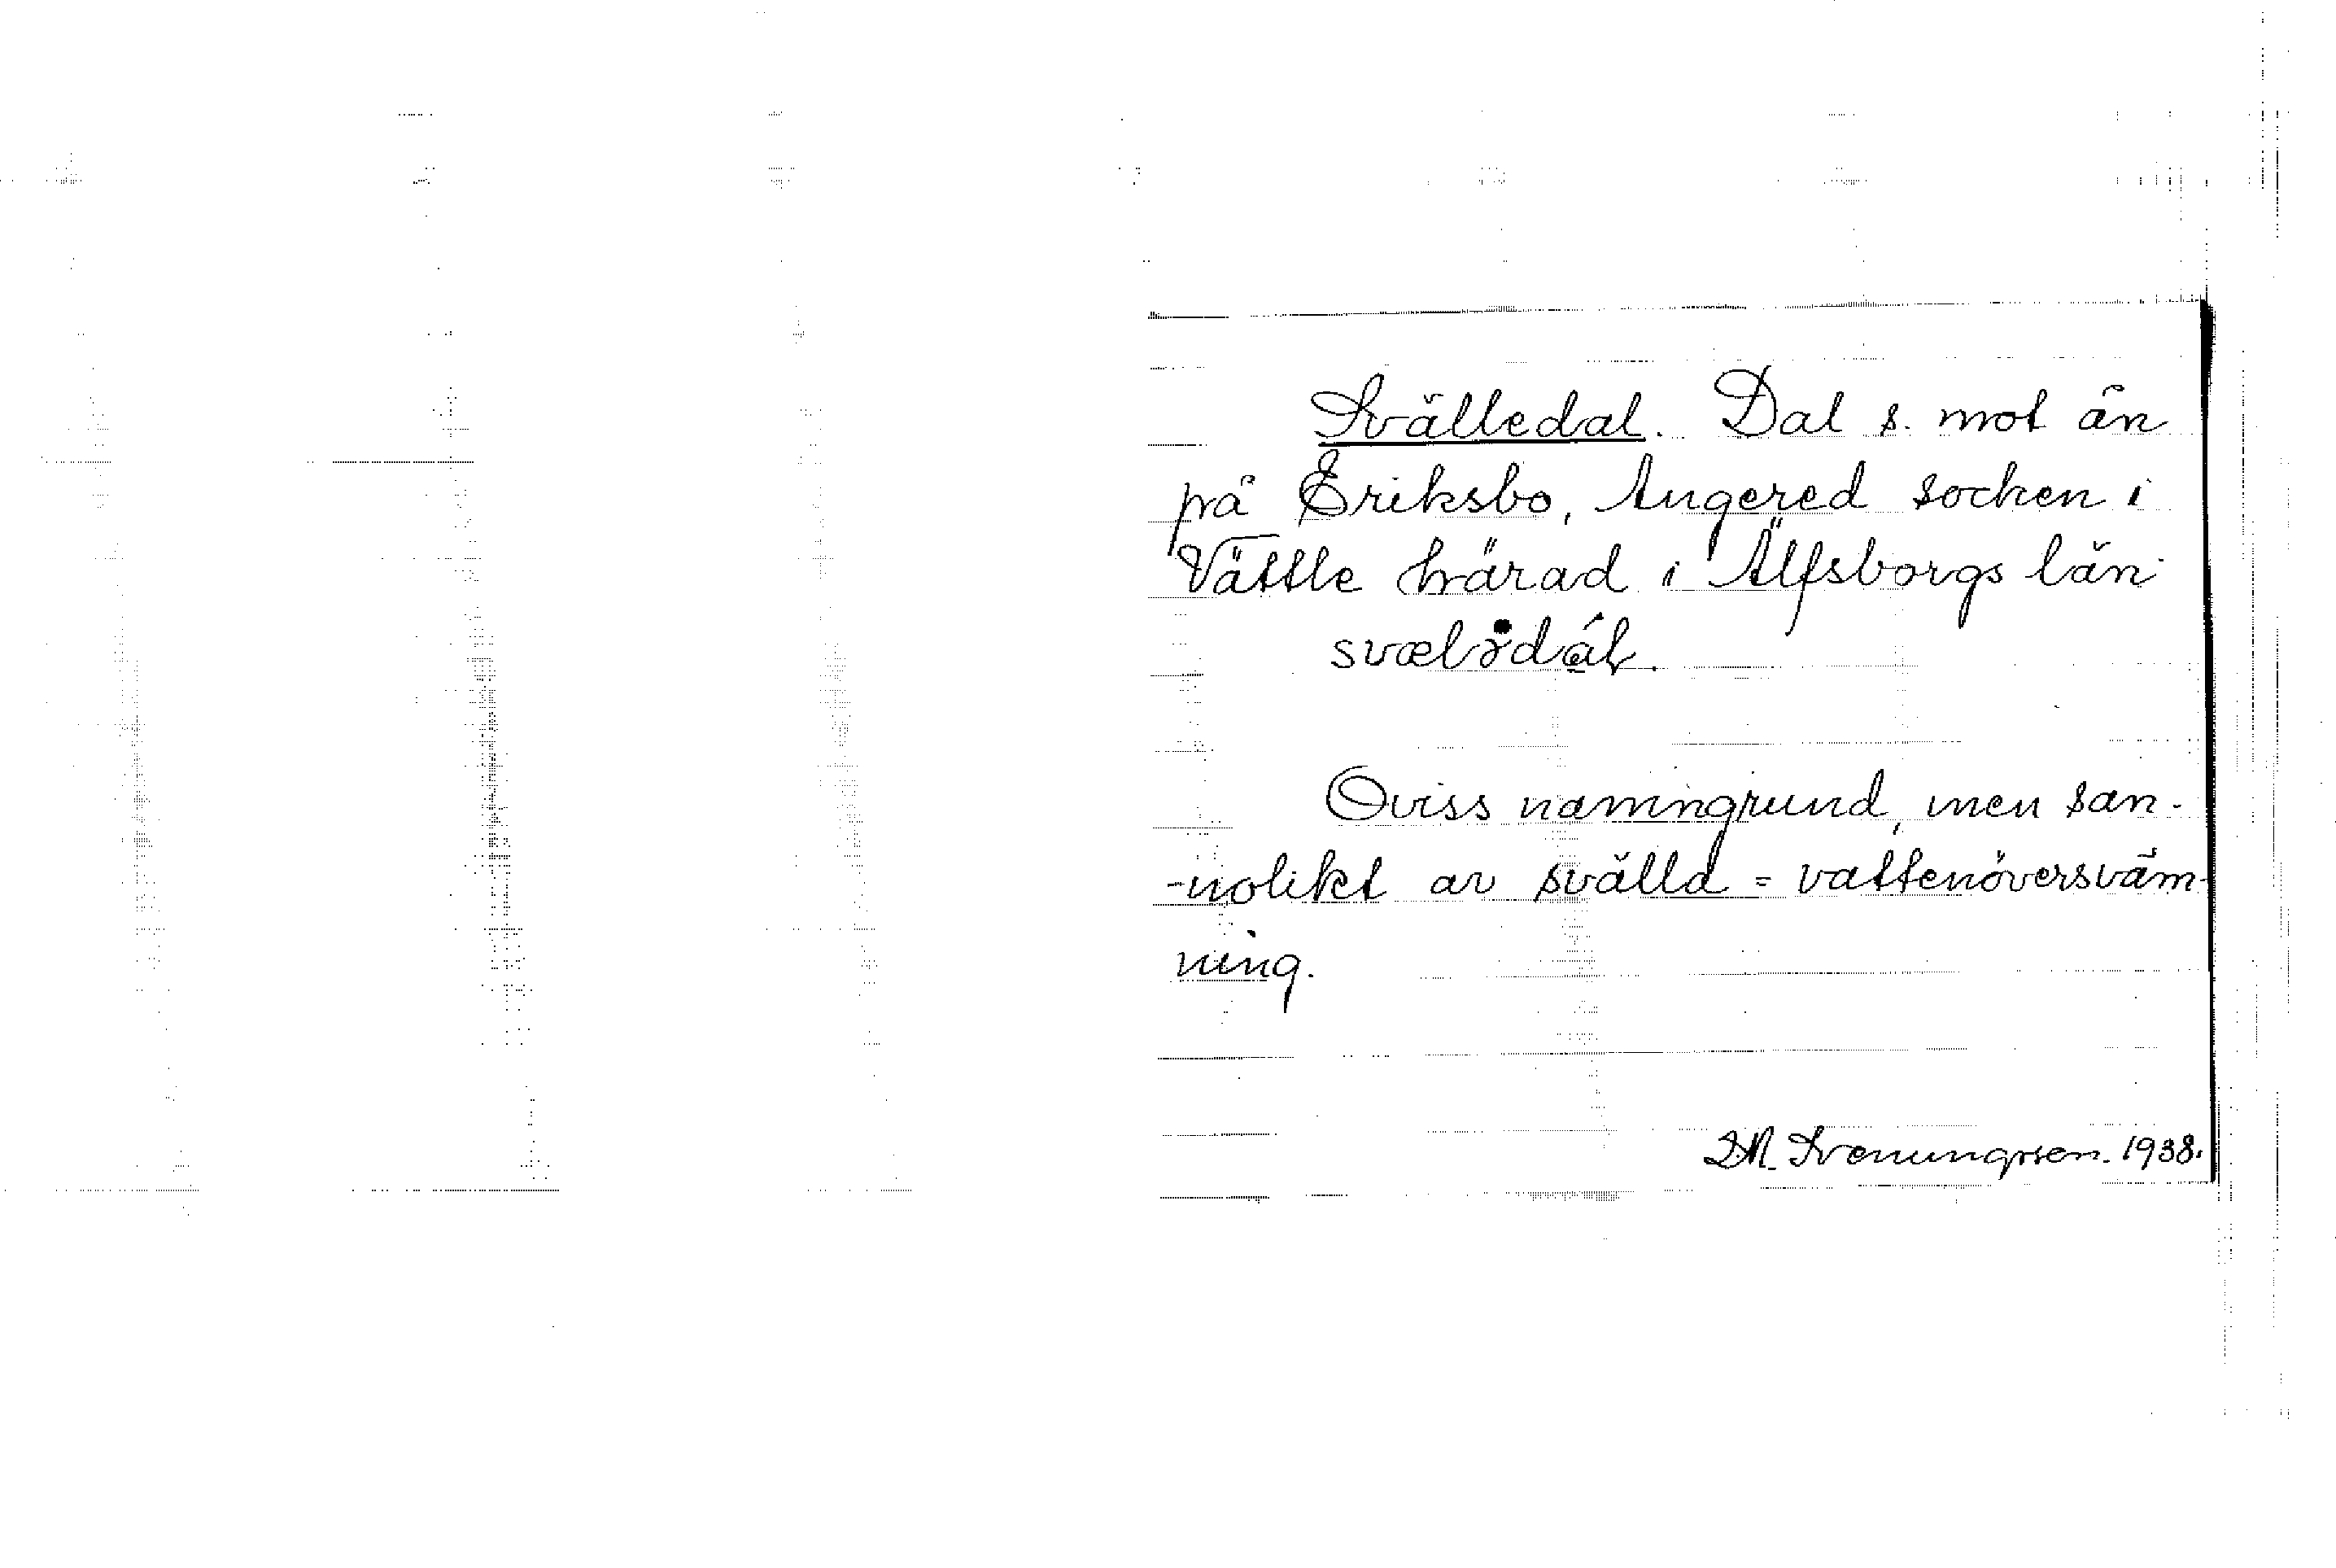 Svälledal. Dal s. mot ån
på Eriksbo, Angered socken i
Vättle härad i Älfsborgs län
Oviss namngrund, men san-
-nolikt av svälla = vattenöversväm-
ning.
D.M. Svenungsson. 1938.